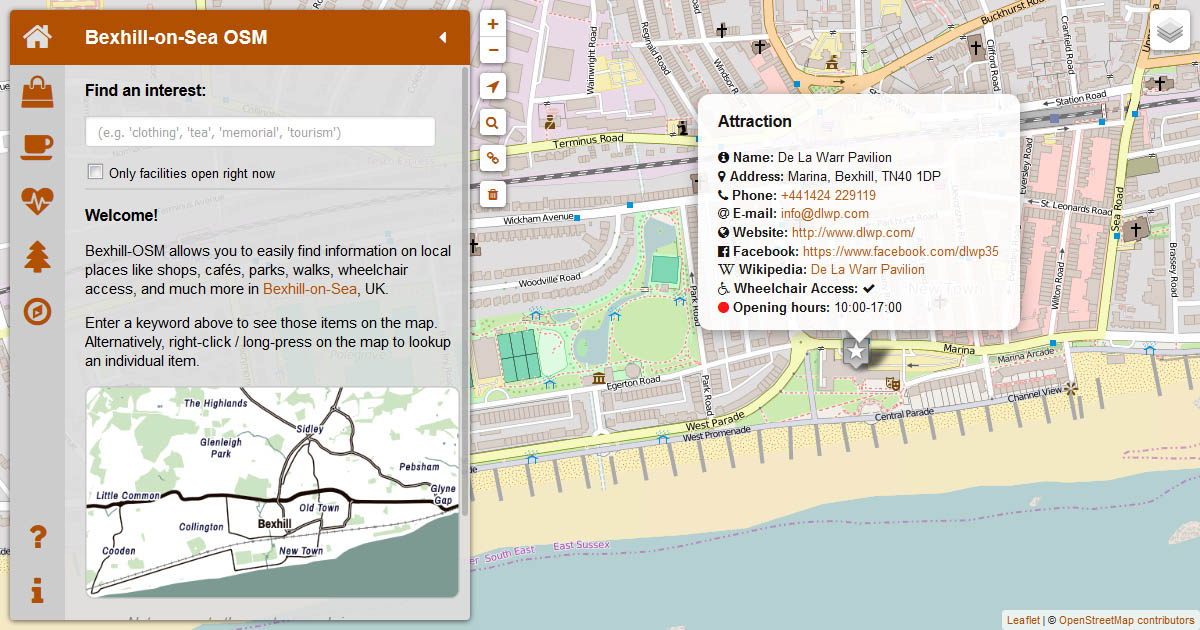 Bexhill-on-Sea OSM
Find an interest:
(e.g. 'clothing', 'tea', 'memorial', 'tourism')
Only facilities open right now
Welcome!
Bexhill-OSM allows you to easily find information on local
places like shops, cafés, parks, walks, wheelchair
access, and much more in Bexhill-on-Sea, UK.
Enter a keyword above to see those items on the map.
Alternatively, right-click / long-press on the map to lookup
an individual item.
The Highlands
Sidley
Glenleigh
Park
Pebsham
Glyne
Gap
Little Common
Old Town
Collington
Bexhill
Cooden
New Town
+
−
Attraction
Name: De La Warr Pavilion
Address: Marina, Bexhill, TN40 1DP
Phone: +441424 229119
@ E-mail: info@dlwp.com
Website: http://www.dlwp.com/
Facebook: https://www.facebook.com/dlwp35
Wikipedia: De La Warr Pavilion
Wheelchair Access: ✔
Opening hours: 10:00-17:00
Wainwright Road
Reginald Road
Windsor
Buckhurst Road
Clifford Road
Cranfield Road
Station Road
Terminus Road
Eversley Road
St. Leonards Road
Sea Road
Wickham Avenue
Woodville Road
Park Road
Wilton Road
Brassey Road
Egerton Road
Park Road
Marina
Marina Arcade
Channel View
Central Parade
West Parade
West Promenade
South East
East Sussex
Leaflet | © OpenStreetMap contributors